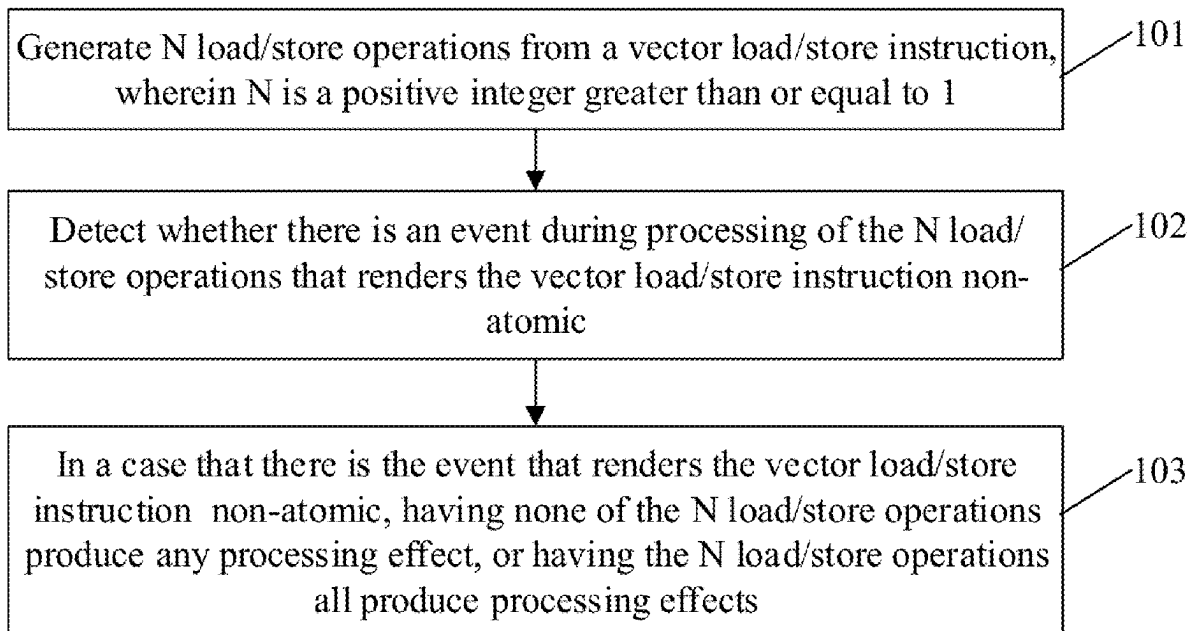 Generate N load/store operations from a vector load/store instruction,
wherein N is a positive integer greater than or equal to 1
101
Detect whether there is an event during processing of the N load/
store operations that renders the vector load/store instruction non-
atomic
102
In a case that there is the event that renders the vector load/store
instruction non-atomic, having none of the N load/store operations
produce any processing effect, or having the N load/store operations
all produce processing effects
103